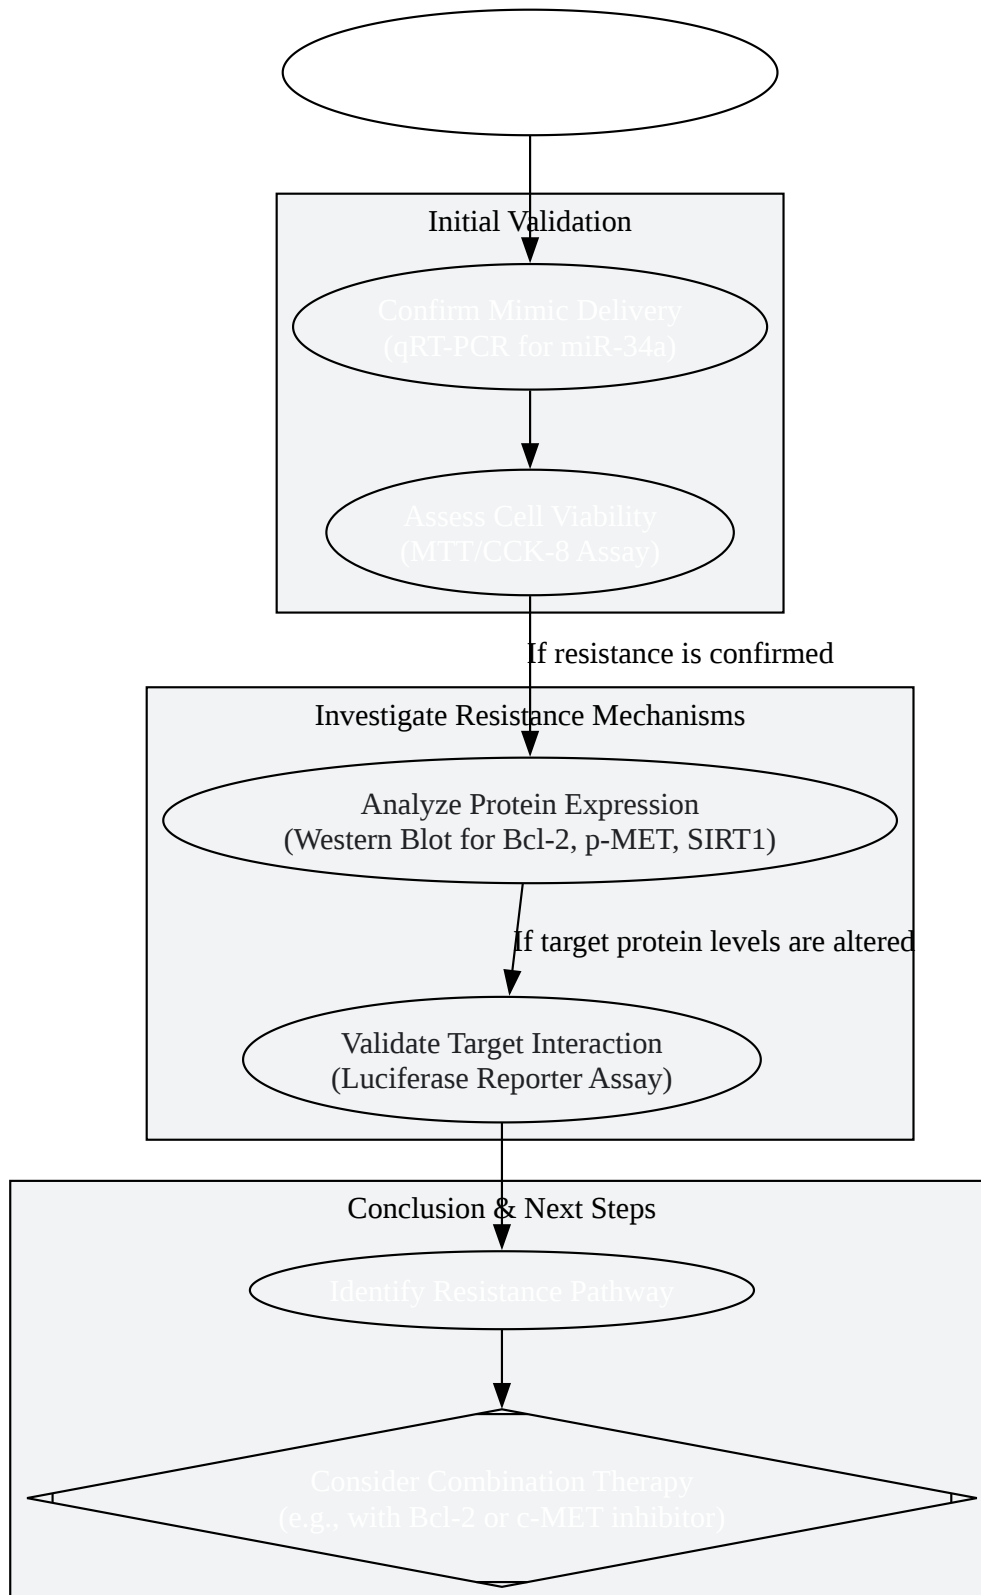 Initial Validation
Confirm Mimic Delivery
(qRT-PCR for miR-34a)
Assess Cell Viability
(MTT/CCK-8 Assay)
If resistance is confirmed
Investigate Resistance Mechanisms
Analyze Protein Expression
(Western Blot for Bcl-2, p-MET, SIRT1)
If target protein levels are altered
Validate Target Interaction
(Luciferase Reporter Assay)
Conclusion & Next Steps
Identify Resistance Pathway
Consider Combination Therapy
(e.g., with Bcl-2 or c-MET inhibitor)